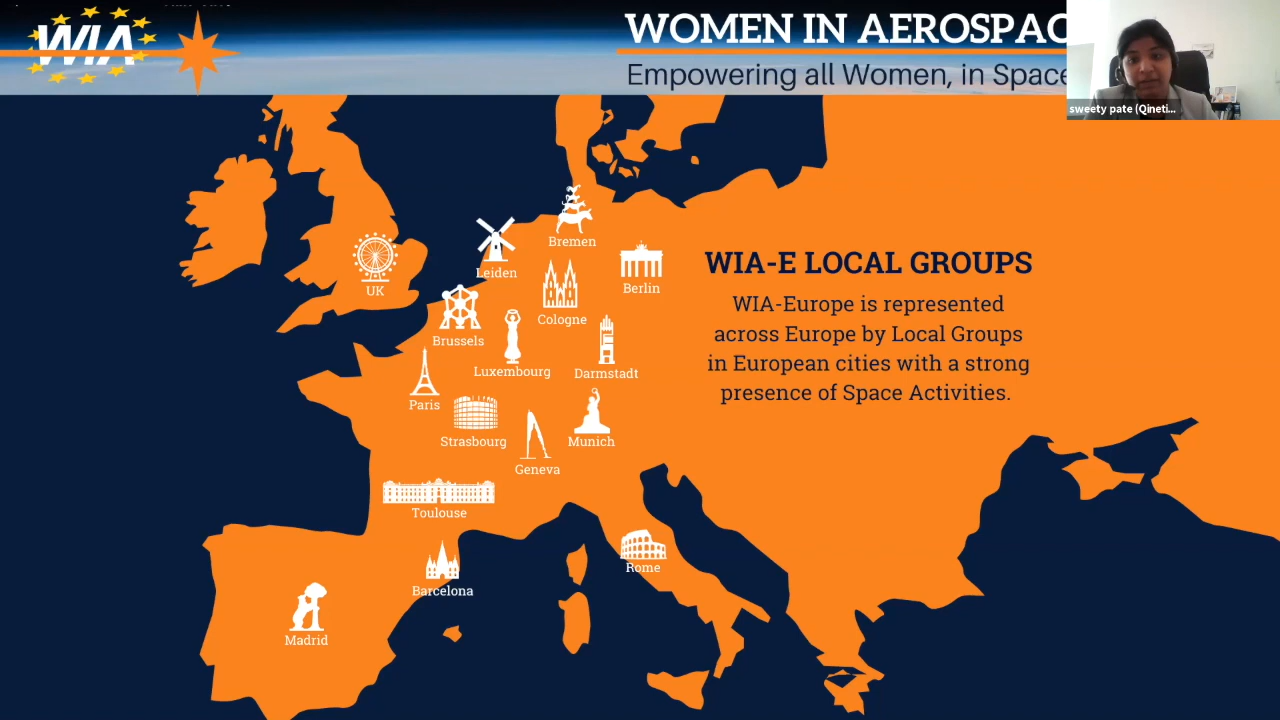 WIA
WOMEN IN AEROSPAC
Empowering all Women, in Space
sweety pate (Qineti...
UK
Leiden
Bremen
Berlin
Cologne
Brussels
Luxembourg
Darmstadt
Paris
Strasbourg
Munich
Geneva
Toulouse
Barcelona
Rome
Madrid
WIA-E LOCAL GROUPS
WIA-Europe is represented
across Europe by Local Groups
in European cities with a strong
presence of Space Activities.